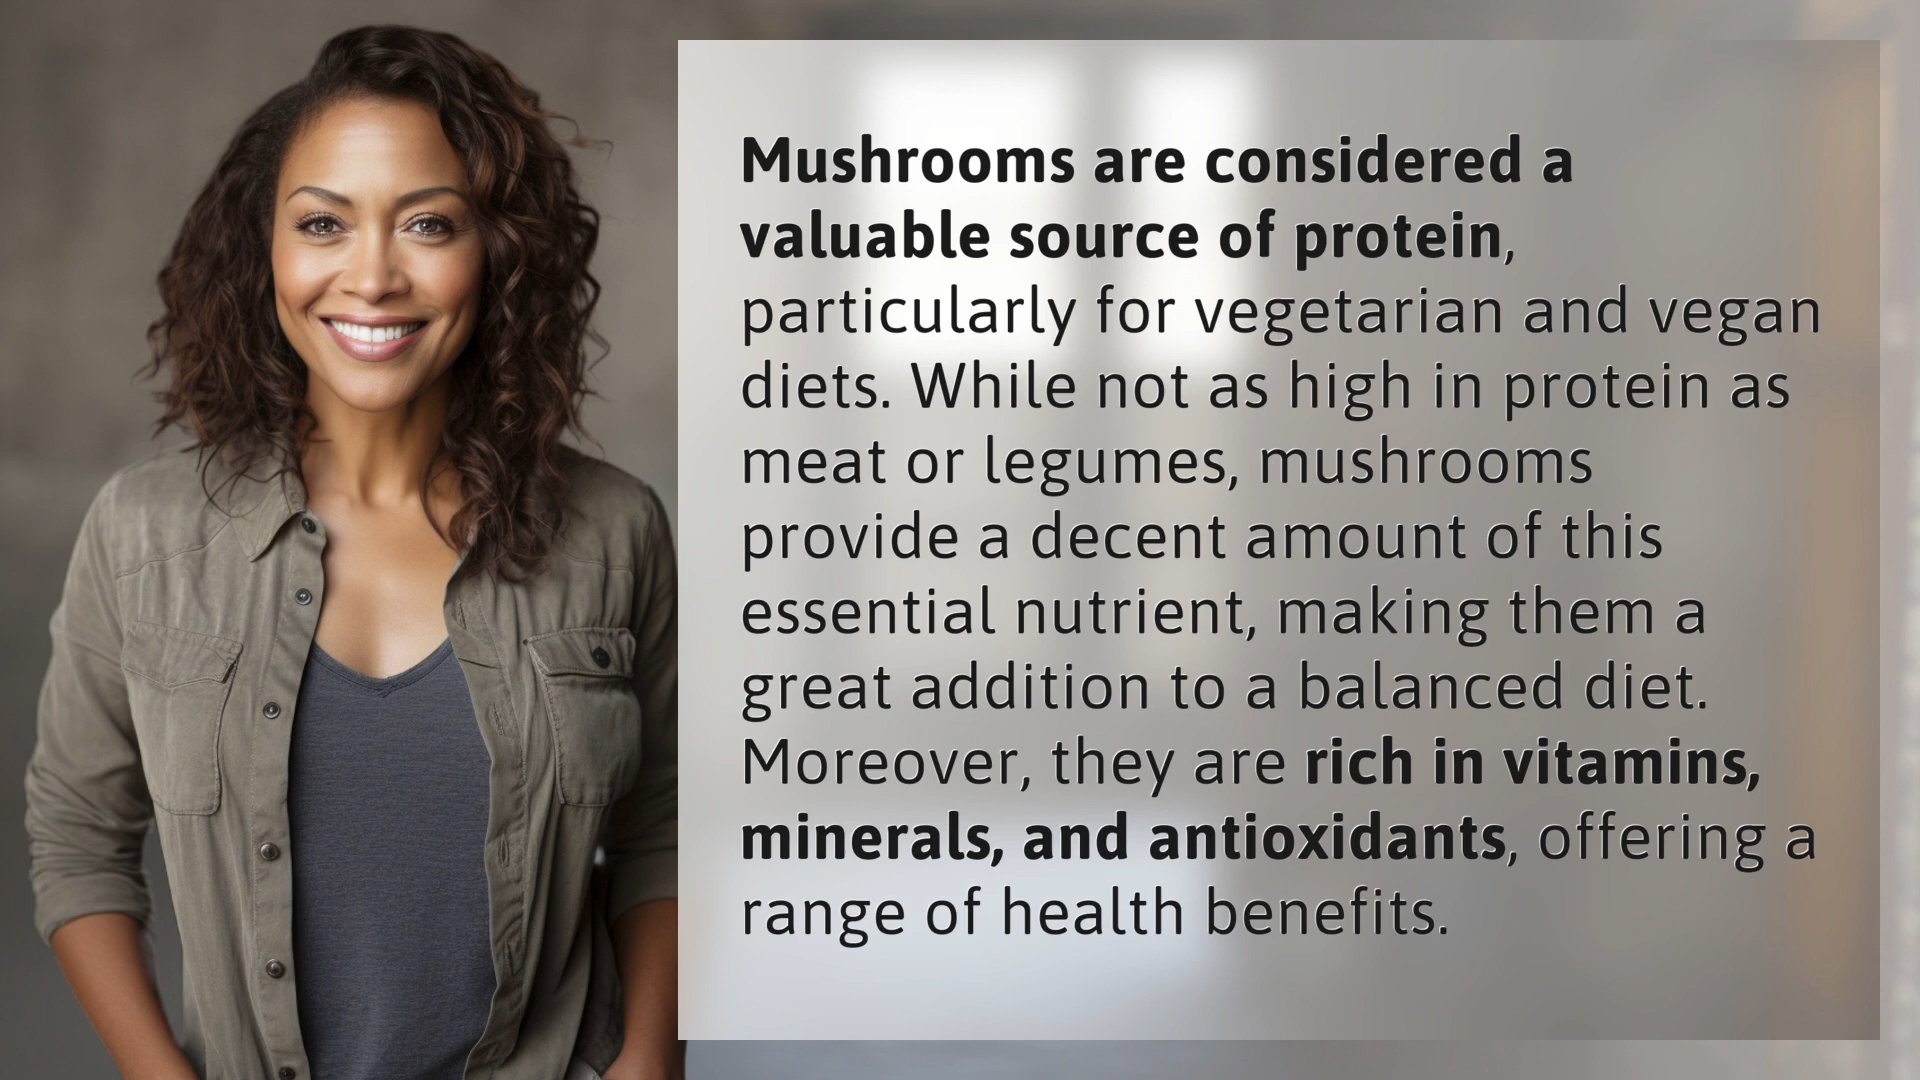 Mushrooms are considered a
valuable source of protein,
particularly for vegetarian and vegan
diets. While not as high in protein as
meat or legumes, mushrooms
provide a decent amount of this
essential nutrient, making them a
great addition to a balanced diet.
Moreover, they are rich in vitamins,
minerals, and antioxidants, offering a
range of health benefits.